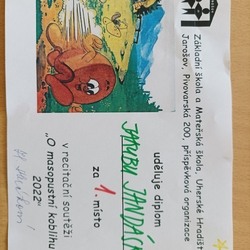 Základní škola a Mateřská škola, Uherské Hradiště
Jarošov, Pivovarská 200, příspěvková organizace
uděluje diplom
JAKUBU JANDÁ
za 1. místo
v recitační soutěži
"O masopustní koblihu
2022"